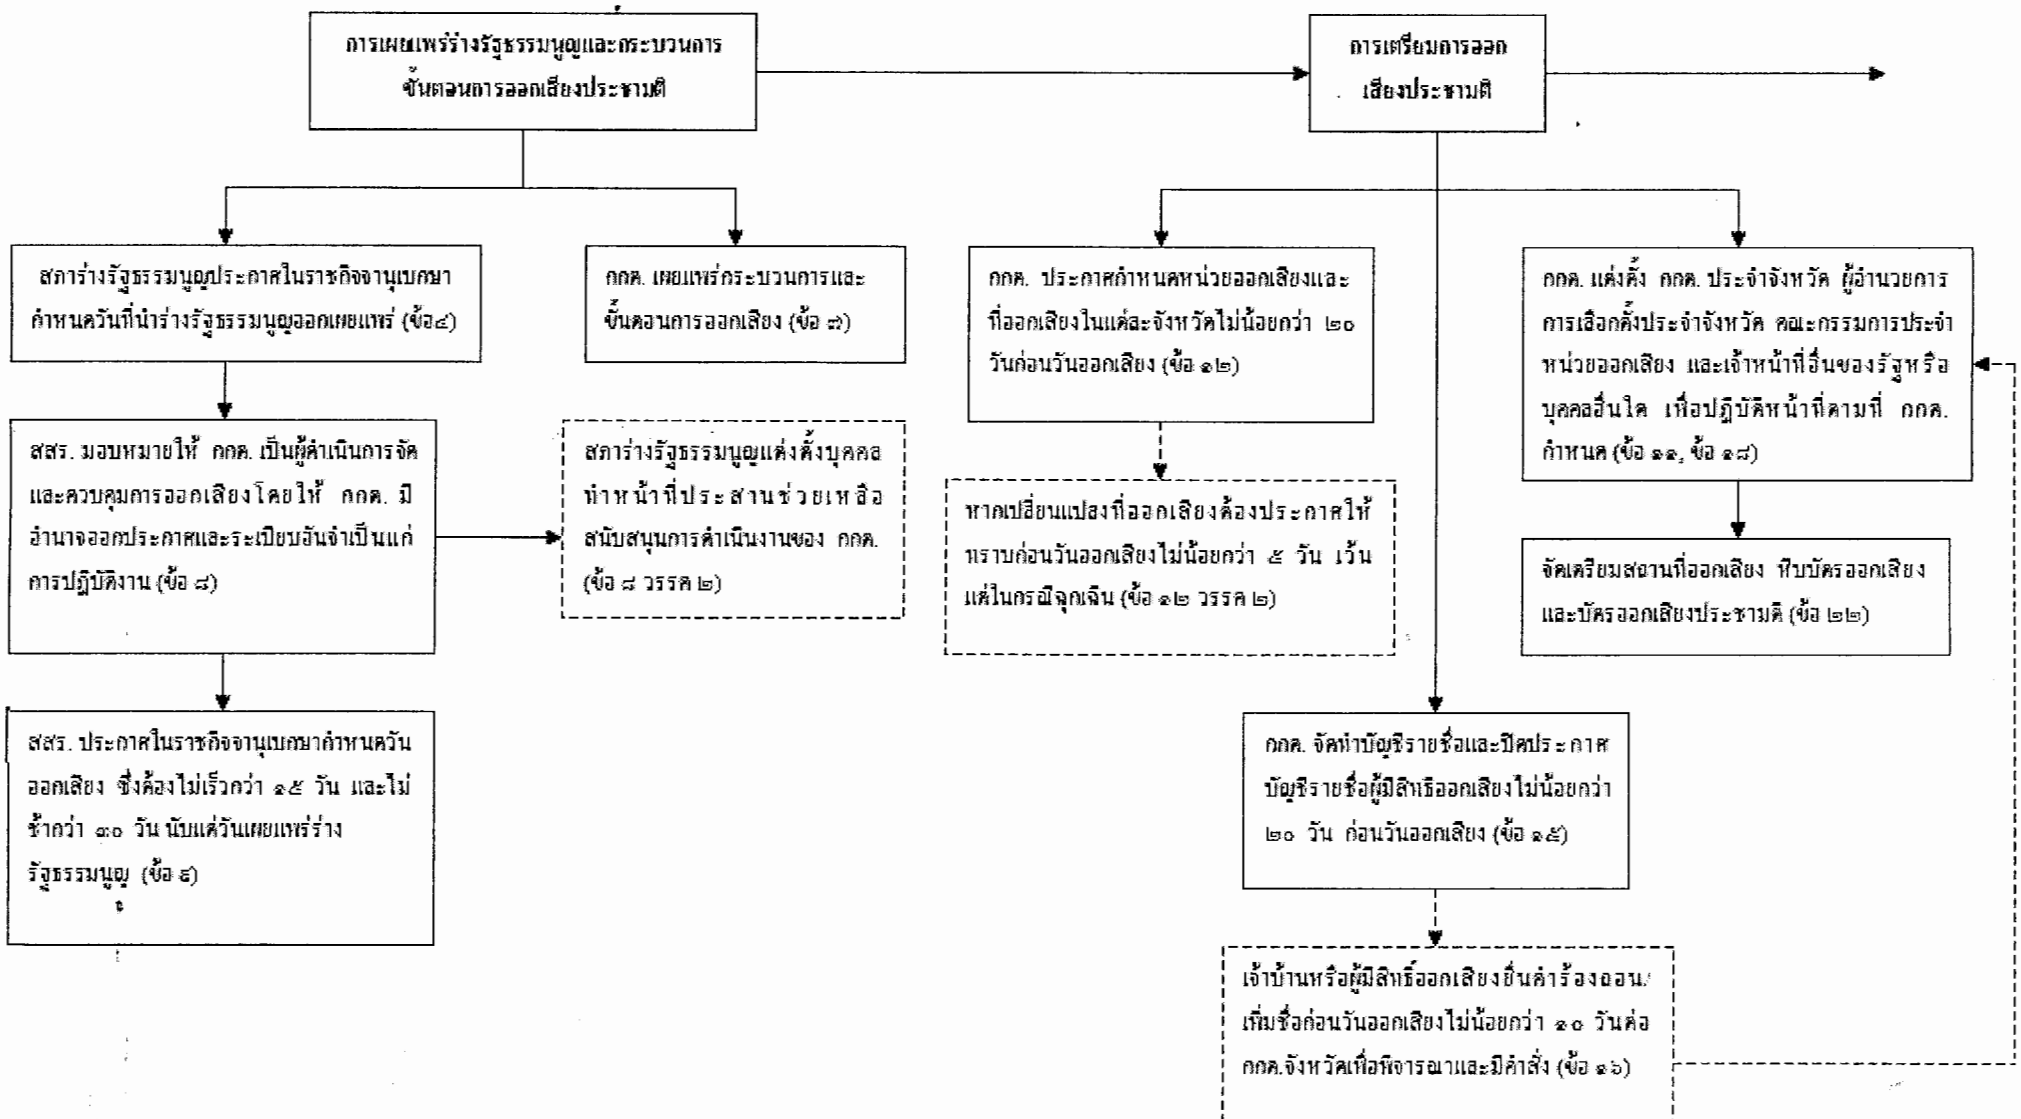 การเผยแพร่ร่างรัฐธรรมนูญและกระบวนการ
ขั้นตอนการออกเสียงประชามติ
การเตรียมการออก
เสียงประชามติ
สภาร่างรัฐธรรมนูญประกาศในราชกิจจานุเบกษา
กำหนดวันที่นำร่างรัฐธรรมนูญออกเผยแพร่ (ข้อ๔)
กกต. เผยแพร่กระบวนการและ
ขั้นตอนการออกเสียง (ข้อ ๗)
กกต. ประกาศกำหนดหน่วยออกเสียงและ
ที่ออกเสียงในแต่ละจังหวัดไม่น้อยกว่า ๒๐
วันก่อนวันออกเสียง (ข้อ ๑๒)
กกต. แต่งตั้ง กกต. ประจำจังหวัด ผู้อำนวยการ
การเลือกตั้งประจำจังหวัด คณะกรรมการประจำ
หน่วยออกเสียง และเจ้าหน้าที่อื่นของรัฐหรือ
บุคคลอื่นใด เพื่อปฏิบัติหน้าที่ตามที่ กกต.
กำหนด (ข้อ ๑๑, ข้อ ๑๘)
สสร. มอบหมายให้ กกต. เป็นผู้ดำเนินการจัด
และควบคุมการออกเสียงโดยให้ กกต. มี
อำนาจออกประกาศและระเบียบอันจำเป็นแก่
การปฏิบัติงาน (ข้อ ๘)
สภาร่างรัฐธรรมนูญแต่งตั้งบุคคล
ทำหน้าที่ประสานช่วยเหลือ
สนับสนุนการดำเนินงานของ กกต.
(ข้อ ๘ วรรค ๒)
หากเปลี่ยนแปลงที่ออกเสียงต้องประกาศให้
ทราบก่อนวันออกเสียงไม่น้อยกว่า ๕ วัน เว้น
แต่ในกรณีฉุกเฉิน (ข้อ ๑๒ วรรค ๒)
จัดเตรียมสถานที่ออกเสียง หีบบัตรออกเสียง
และบัตรออกเสียงประชามติ (ข้อ ๒๒)
สสร. ประกาศในราชกิจจานุเบกษากำหนดวัน
ออกเสียง ซึ่งต้องไม่เร็วกว่า ๑๕ วัน และไม่
ช้ากว่า ๓๐ วัน นับแต่วันเผยแพร่ร่าง
รัฐธรรมนูญ (ข้อ ๙)
กกต. จัดทำบัญชีรายชื่อและปิดประกาศ
บัญชีรายชื่อผู้มีสิทธิออกเสียงไม่น้อยกว่า
๒๐ วัน ก่อนวันออกเสียง (ข้อ ๑๕)
เจ้าบ้านหรือผู้มีสิทธิ์ออกเสียงยื่นคำร้องถอน/
เพิ่มชื่อก่อนวันออกเสียงไม่น้อยกว่า ๑๐ วันต่อ
กกต.จังหวัดเพื่อพิจารณาและมีคำสั่ง (ข้อ ๑๖)